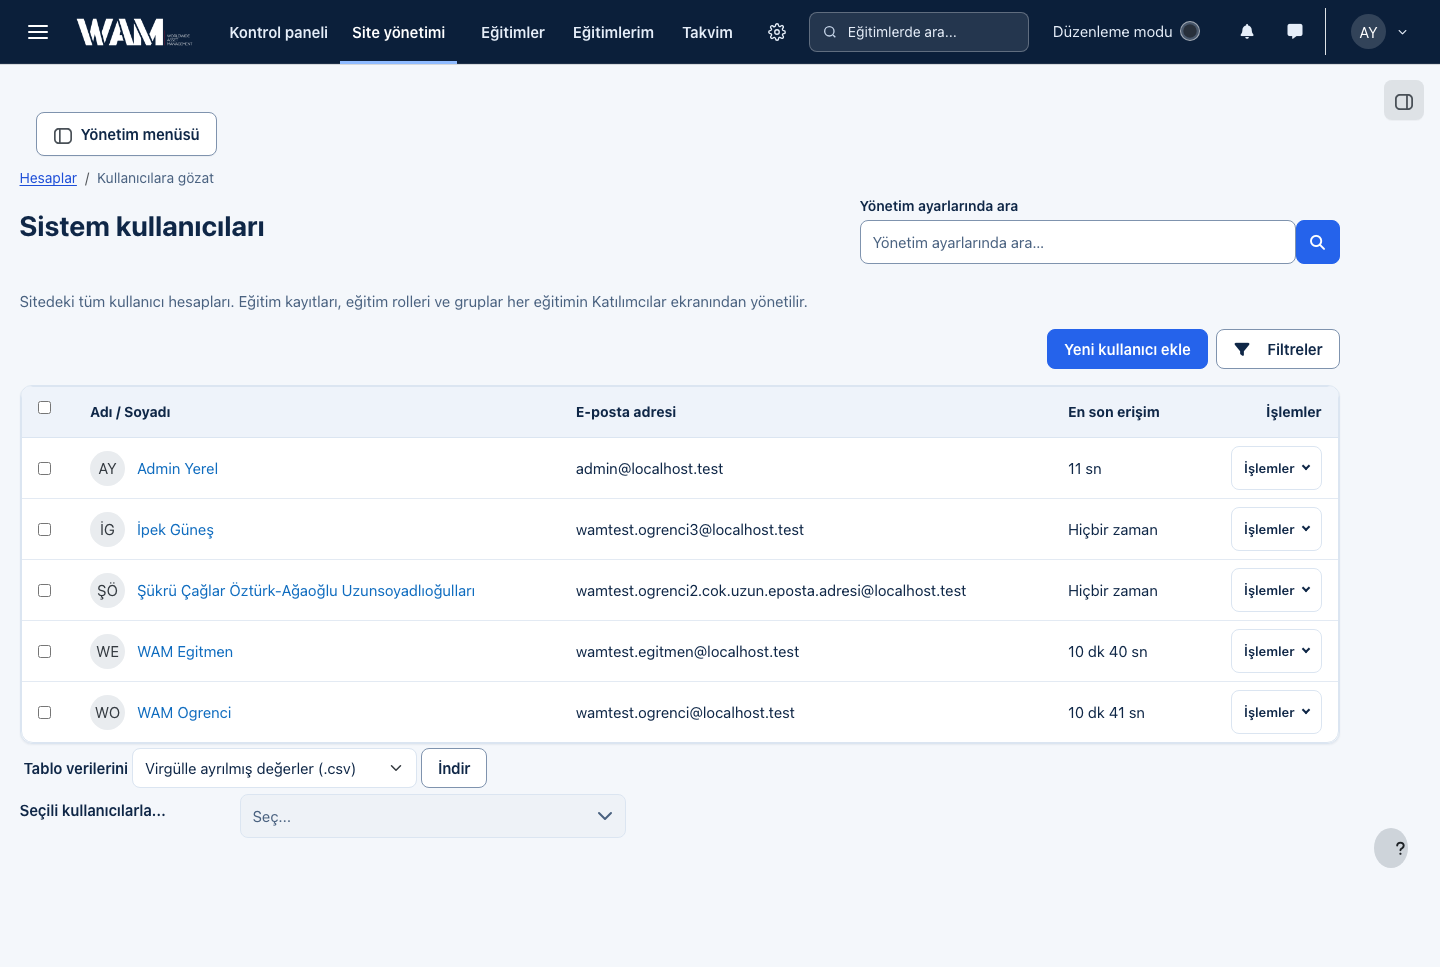 WAM WORLDWIDE ASSET MANAGEMENT
Kontrol paneli
Site yönetimi
Eğitimler
Eğitimlerim
Takvim
Eğitimlerde ara...
Düzenleme modu
AY
Yönetim menüsü
Hesaplar / Kullanıcılara gözat
Sistem kullanıcıları
Yönetim ayarlarında ara
Yönetim ayarlarında ara...
Sitedeki tüm kullanıcı hesapları. Eğitim kayıtları, eğitim rolleri ve gruplar her eğitimin Katılımcılar ekranından yönetilir.
Yeni kullanıcı ekle
Filtreler
Adı / Soyadı E-posta adresi En son erişim İşlemler
AY Admin Yerel admin@localhost.test 11 sn İşlemler
İG İpek Güneş wamtest.ogrenci3@localhost.test Hiçbir zaman İşlemler
ŞÖ Şükrü Çağlar Öztürk-Ağaoğlu Uzunsoyadlıoğulları wamtest.ogrenci2.cok.uzun.eposta.adresi@localhost.test Hiçbir zaman İşlemler
WE WAM Egitmen wamtest.egitmen@localhost.test 10 dk 40 sn İşlemler
WO WAM Ogrenci wamtest.ogrenci@localhost.test 10 dk 41 sn İşlemler
Tablo verilerini Virgülle ayrılmış değerler (.csv) İndir
Seçili kullanıcılarla... Seç...
?